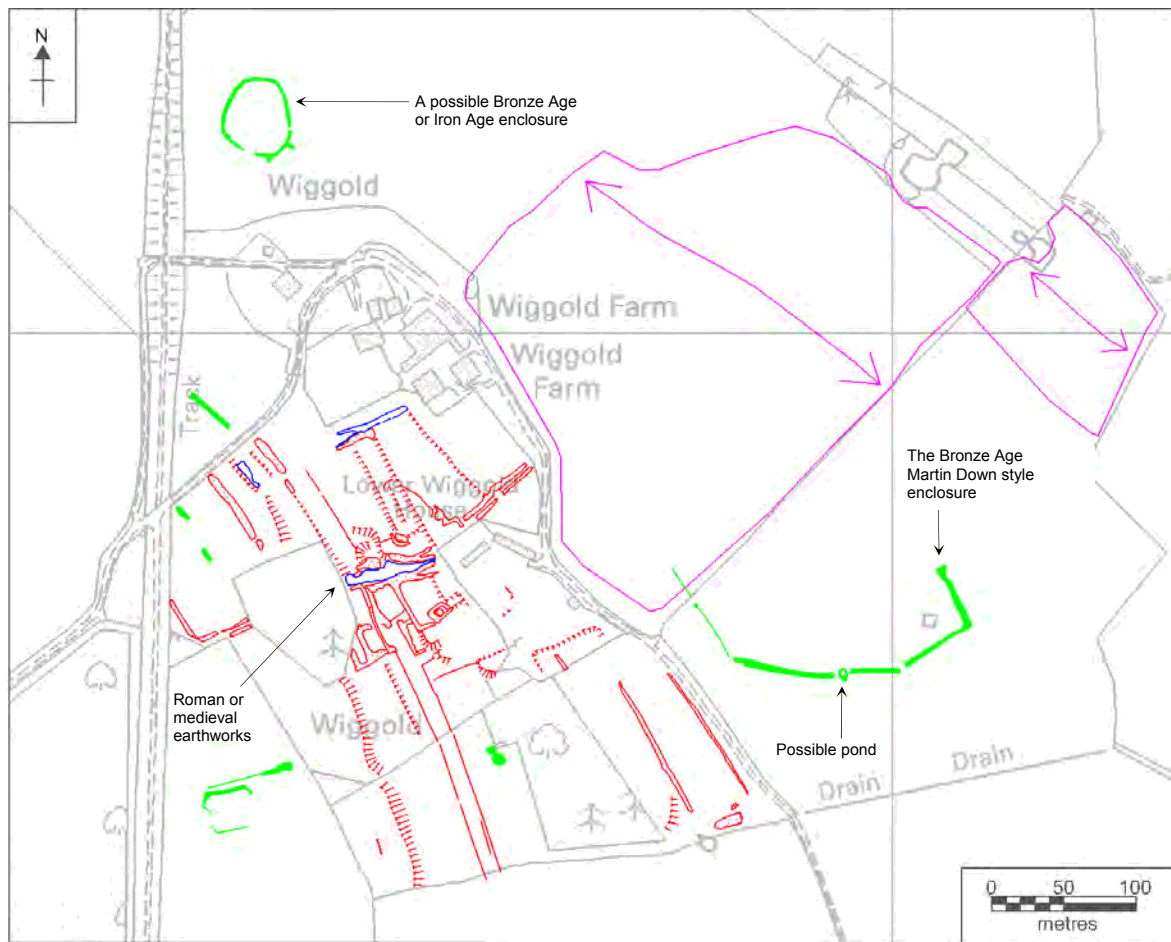 N
A possible Bronze Age
or Iron Age enclosure
Wiggold
Wiggold Farm
Wiggold
Farm
Track
Lower Wiggold
House
The Bronze Age
Martin Down style
enclosure
Roman or
medieval
earthworks
Wiggold
Possible pond
Drain
Drain
0 50 100
metres